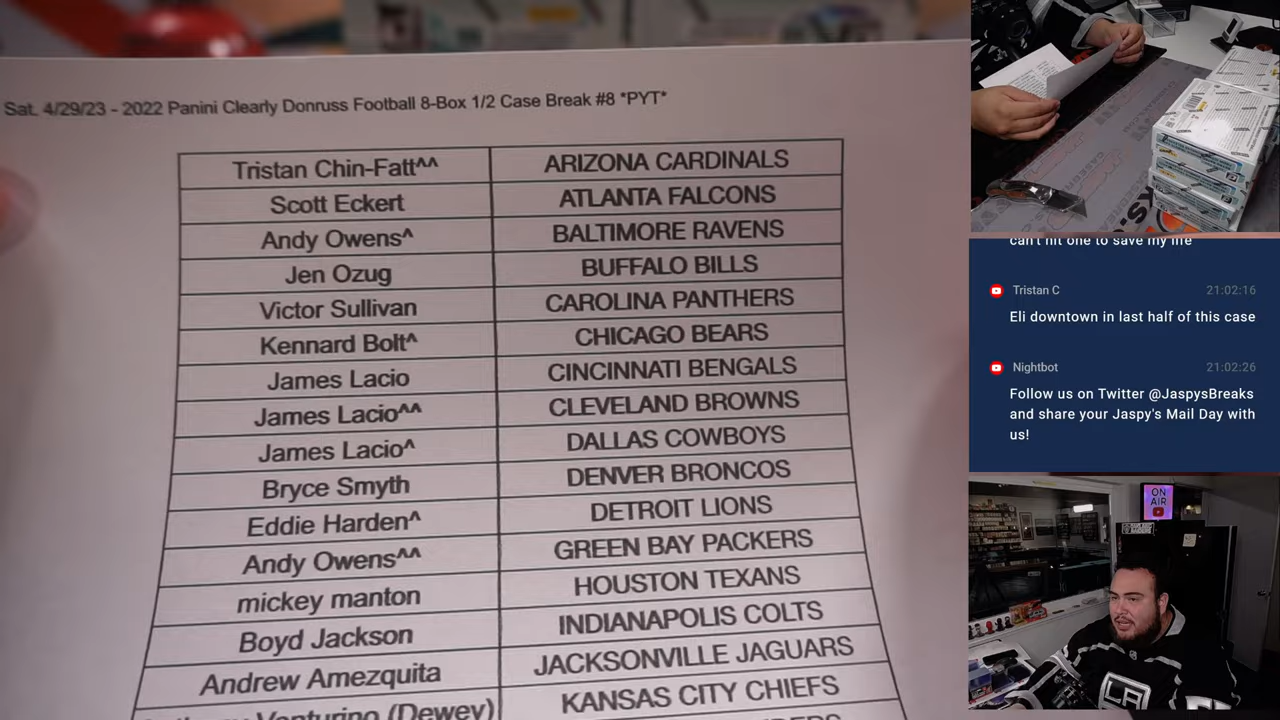 Sat, 4/29/23 - 2022 Panini Clearly Donruss Football 8-Box 1/2 Case Break #8 *PYT*
Tristan Chin-Fatt^^ ARIZONA CARDINALS
Scott Eckert ATLANTA FALCONS
Andy Owens^ BALTIMORE RAVENS
Jen Ozug BUFFALO BILLS
Victor Sullivan CAROLINA PANTHERS
Kennard Bolt^ CHICAGO BEARS
James Lacio CINCINNATI BENGALS
James Lacio^^ CLEVELAND BROWNS
James Lacio^ DALLAS COWBOYS
Bryce Smyth DENVER BRONCOS
Eddie Harden^ DETROIT LIONS
Andy Owens^^ GREEN BAY PACKERS
mickey manton HOUSTON TEXANS
Boyd Jackson INDIANAPOLIS COLTS
Andrew Amezquita JACKSONVILLE JAGUARS
Venturino (Dewey) KANSAS CITY CHIEFS
can't hit one to save my life
Tristan C 21:02:16
Eli downtown in last half of this case
Nightbot 21:02:26
Follow us on Twitter @JaspysBreaks
and share your Jaspy's Mail Day with
us!
ON
AIR
LA